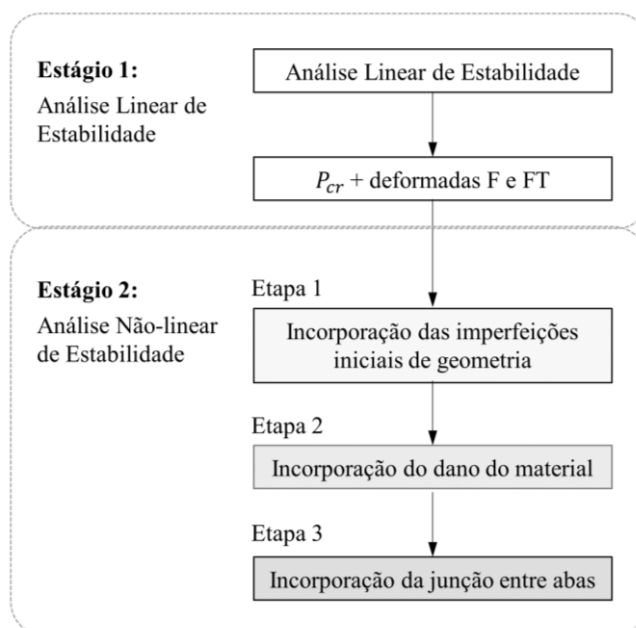 Estágio 1:
Análise Linear de
Estabilidade
Análise Linear de Estabilidade
P_cr + deformadas F e FT
Estágio 2:
Análise Não-linear
de Estabilidade
Etapa 1
Incorporação das imperfeições
iniciais de geometria
Etapa 2
Incorporação do dano do material
Etapa 3
Incorporação da junção entre abas